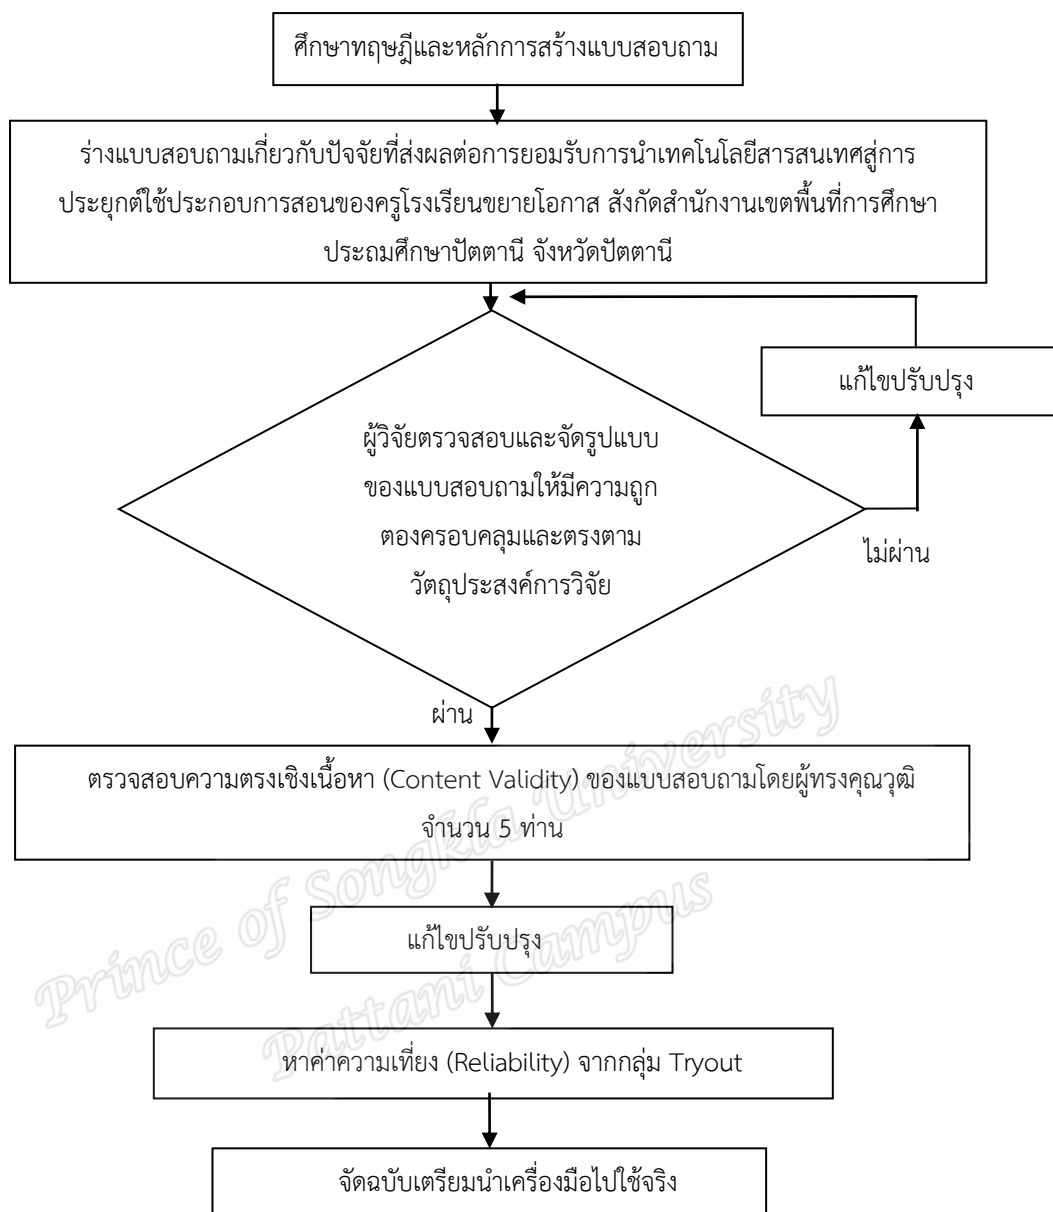 ศึกษาทฤษฎีและหลักการสร้างแบบสอบถาม
ร่างแบบสอบถามเกี่ยวกับปัจจัยที่ส่งผลต่อการยอมรับการนำเทคโนโลยีสารสนเทศสู่การ
ประยุกต์ใช้ประกอบการสอนของครูโรงเรียนขยายโอกาส สังกัดสำนักงานเขตพื้นที่การศึกษา
ประถมศึกษาปัตตานี จังหวัดปัตตานี
แก้ไขปรับปรุง
ผู้วิจัยตรวจสอบและจัดรูปแบบ
ของแบบสอบถามให้มีความถูก
ตองครอบคลุมและตรงตาม
วัตถุประสงค์การวิจัย
ไม่ผ่าน
ผ่าน
ตรวจสอบความตรงเชิงเนื้อหา (Content Validity) ของแบบสอบถามโดยผู้ทรงคุณวุฒิ
จำนวน 5 ท่าน
แก้ไขปรับปรุง
หาค่าความเที่ยง (Reliability) จากกลุ่ม Tryout
จัดฉบับเตรียมนำเครื่องมือไปใช้จริง
Prince of Songkla University
Pattani Campus